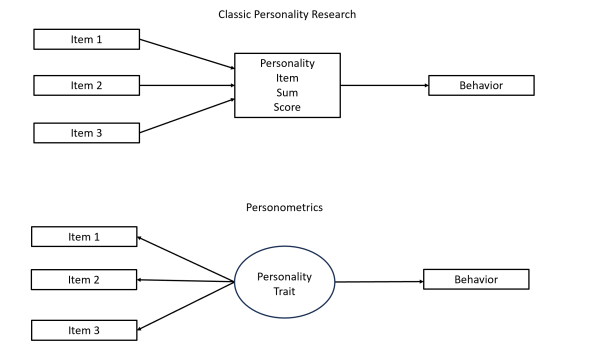 Classic Personality Research
Item 1
Item 2
Item 3
Personality
Item
Sum
Score
Behavior
Personometrics
Item 1
Item 2
Item 3
Personality
Trait
Behavior